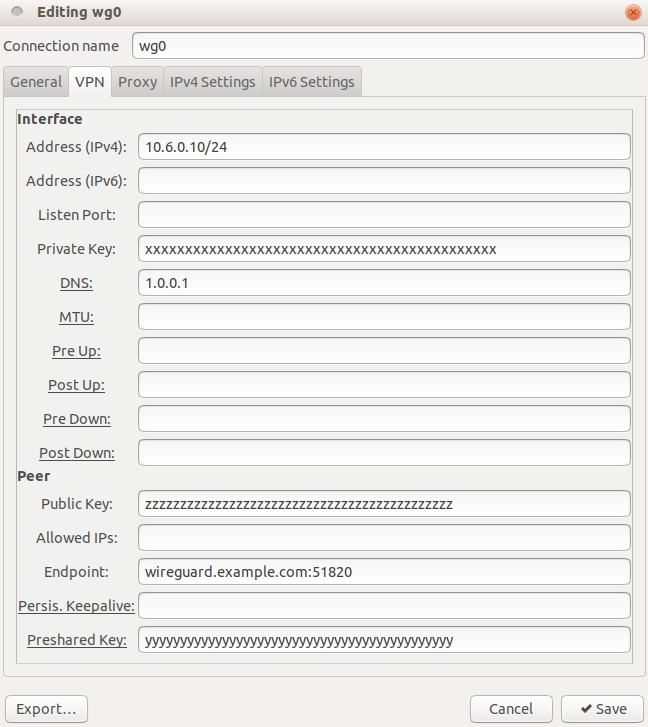 Editing wg0
Connection name wg0
General VPN Proxy IPv4 Settings IPv6 Settings
Interface
Address (IPv4): 10.6.0.10/24
Address (IPv6):
Listen Port:
Private Key: xxxxxxxxxxxxxxxxxxxxxxxxxxxxxxxxxxxxxxxxxxxx
DNS: 1.0.0.1
MTU:
Pre Up:
Post Up:
Pre Down:
Post Down:
Peer
Public Key: zzzzzzzzzzzzzzzzzzzzzzzzzzzzzzzzzzzzzzzzzzzz
Allowed IPs:
Endpoint: wireguard.example.com:51820
Persis. Keepalive:
Preshared Key: yyyyyyyyyyyyyyyyyyyyyyyyyyyyyyyyyyyyyyyyyyyy
Export... Cancel Save